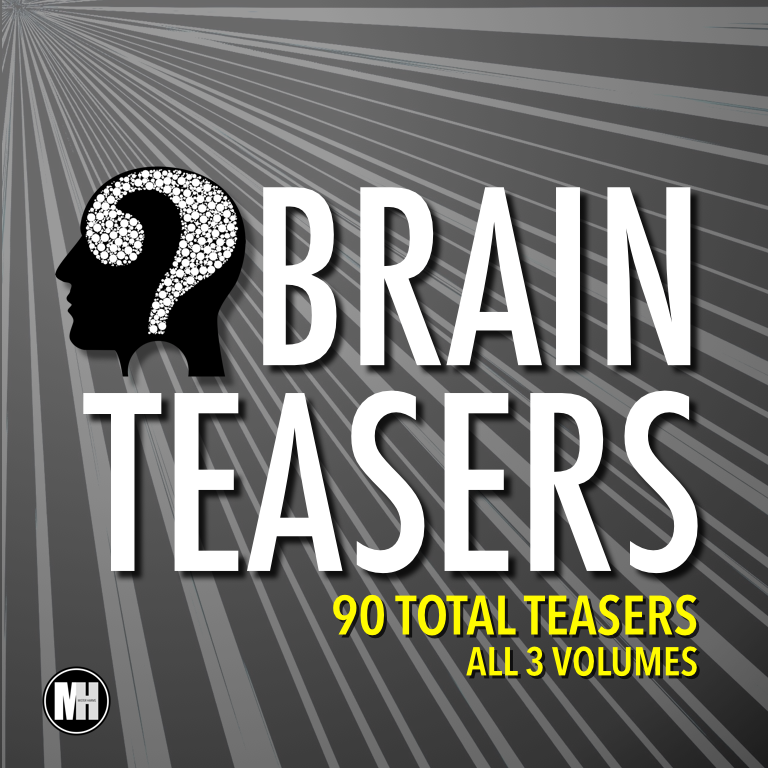 BRAIN
TEASERS
90 TOTAL TEASERS
ALL 3 VOLUMES
MH